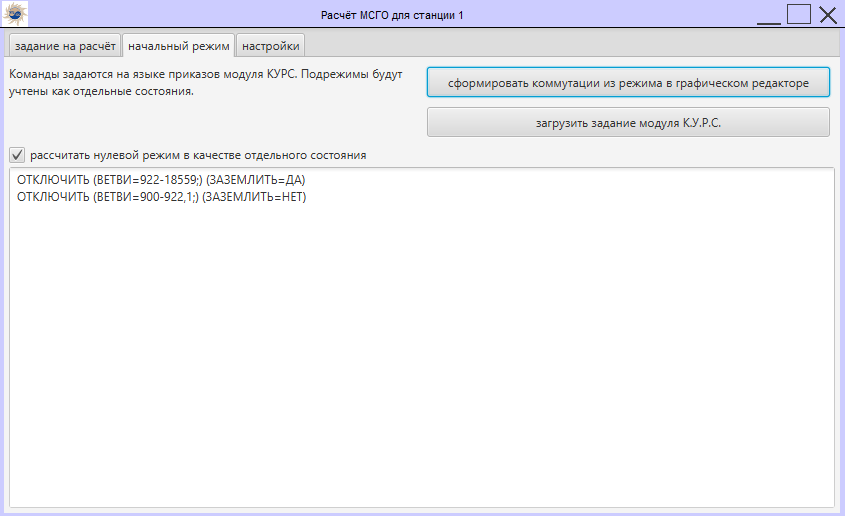 Расчёт МСГО для станции 1
задание на расчёт
начальный режим
настройки
Команды задаются на языке приказов модуля КУРС. Подрежимы будут
учтены как отдельные состояния.
сформировать коммутации из режима в графическом редакторе
загрузить задание модуля К.У.Р.С.
рассчитать нулевой режим в качестве отдельного состояния
ОТКЛЮЧИТЬ (ВЕТВИ=922-18559;) (ЗАЗЕМЛИТЬ=ДА)
ОТКЛЮЧИТЬ (ВЕТВИ=900-922,1;) (ЗАЗЕМЛИТЬ=НЕТ)